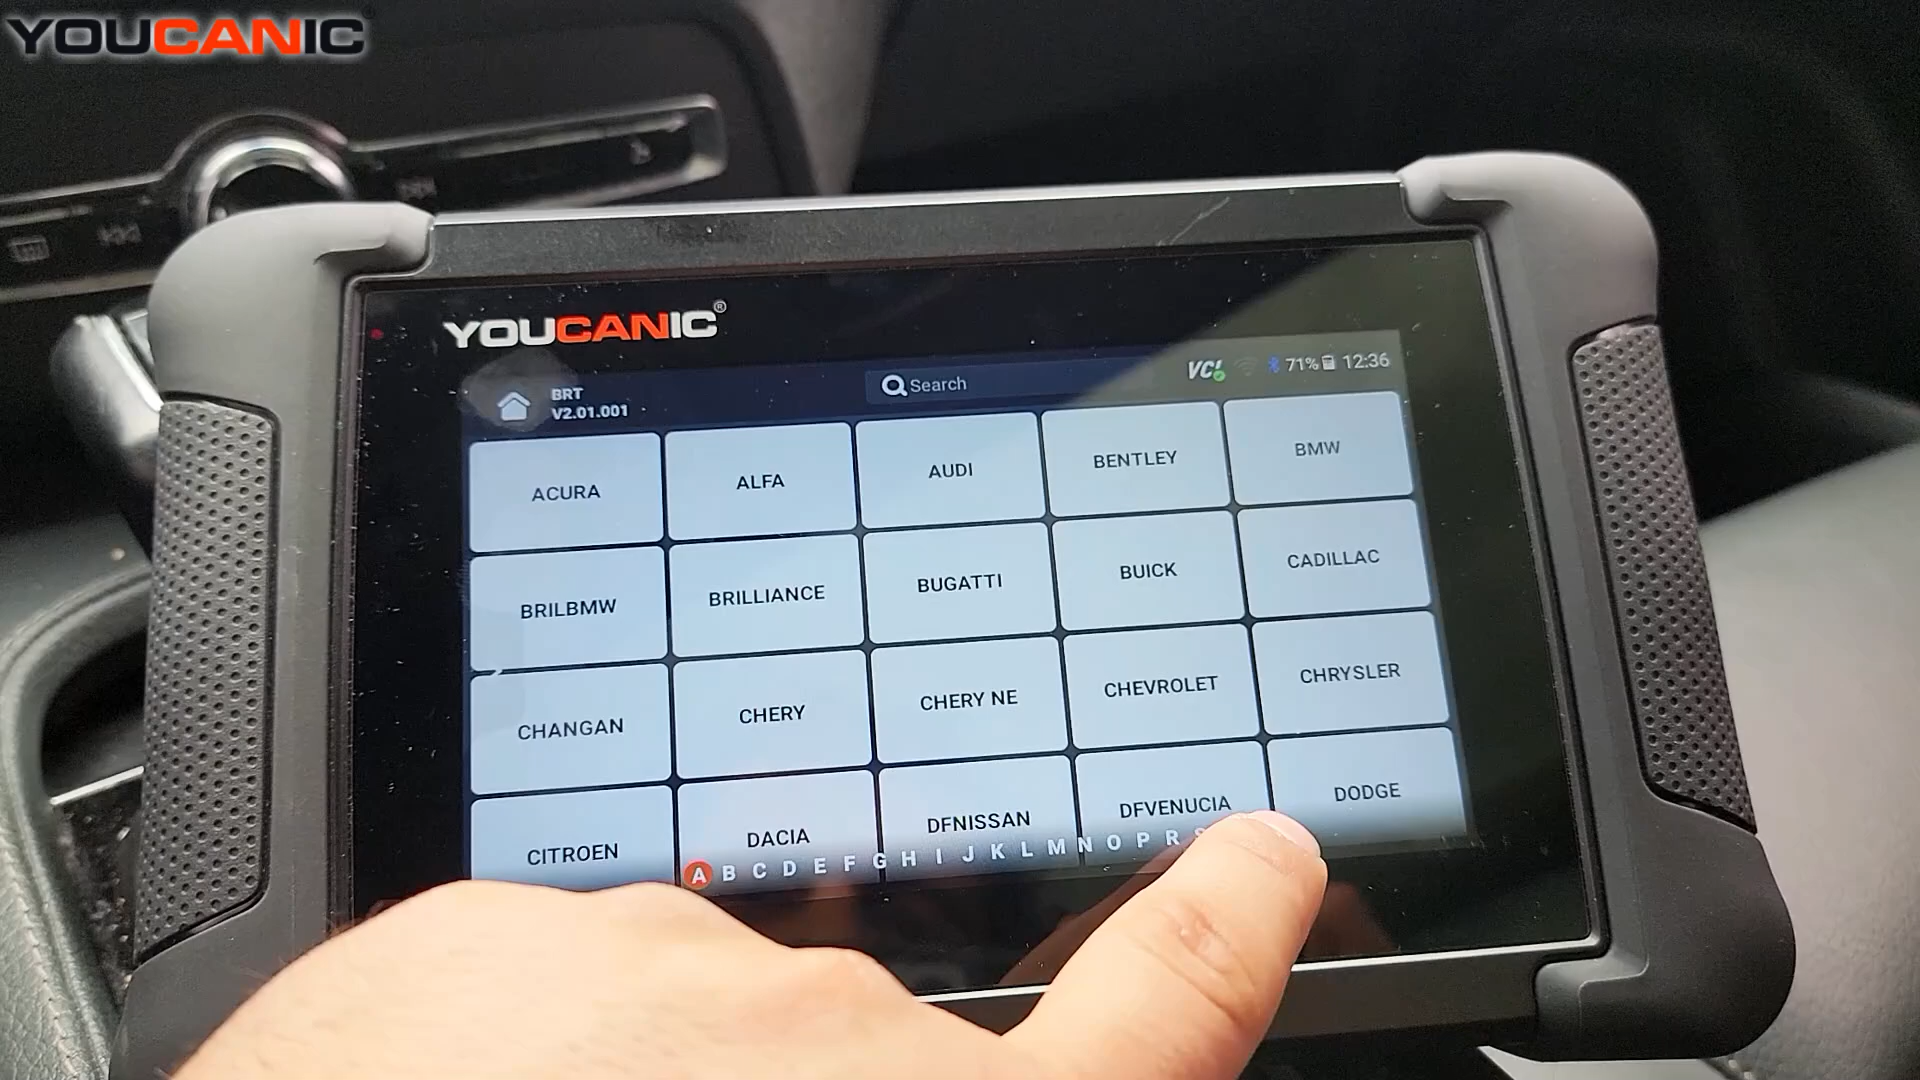 YOUCANIC
YOUCANIC®
BRT
V2.01.001
Search
VCI
71%
12:36
ACURA
ALFA
AUDI
BENTLEY
BMW
BRILBMW
BRILLIANCE
BUGATTI
BUICK
CADILLAC
CHANGAN
CHERY
CHERY NE
CHEVROLET
CHRYSLER
CITROEN
DACIA
DFNISSAN
DFVENUCIA
DODGE
A B C D E F G H I J K L M N O P R S